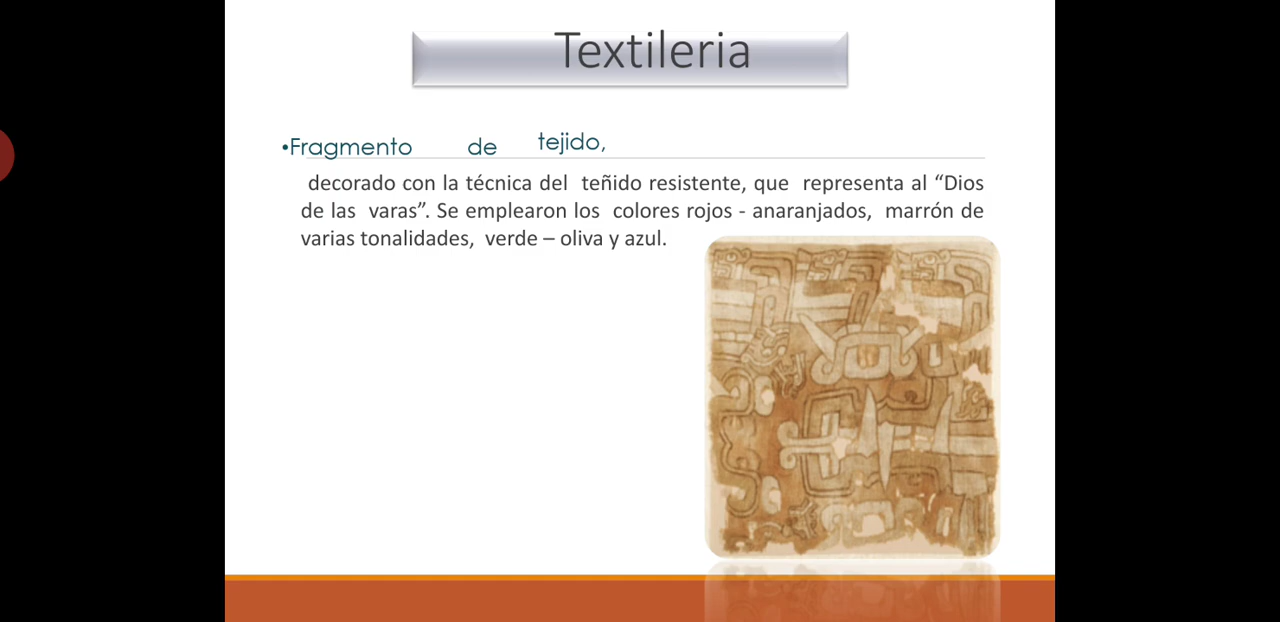 Textileria
•Fragmento de tejido,
decorado con la técnica del teñido resistente, que representa al “Dios
de las varas”. Se emplearon los colores rojos - anaranjados, marrón de
varias tonalidades, verde – oliva y azul.